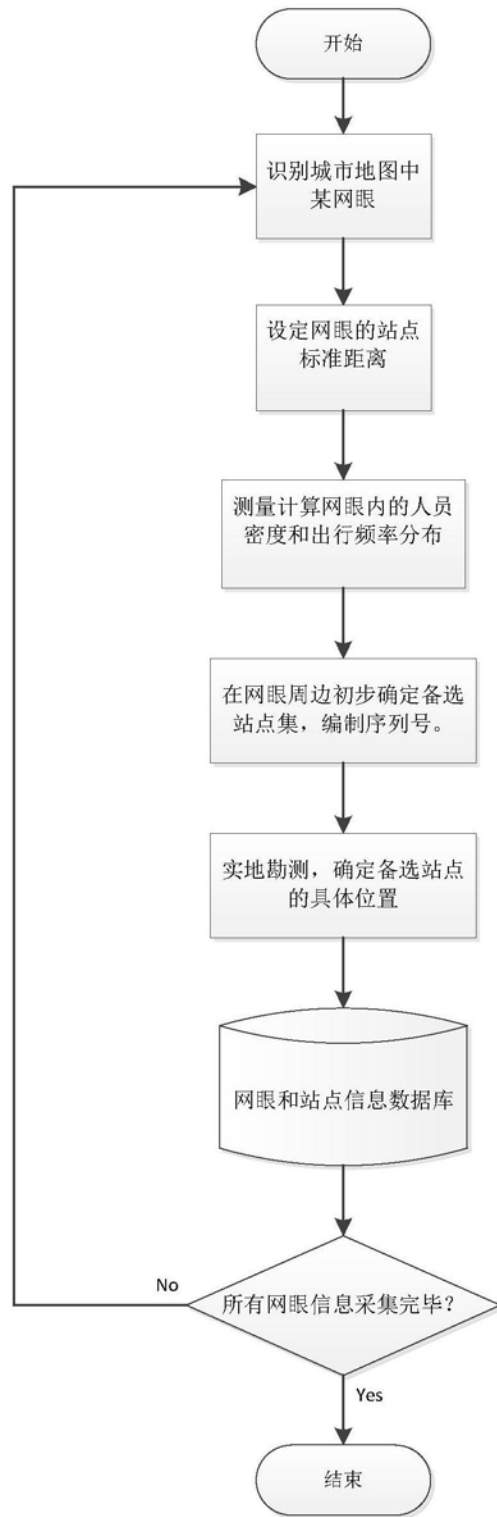 开始
识别城市地图中
某网眼
设定网眼的站点
标准距离
测量计算网眼内的人员
密度和出行频率分布
在网眼周边初步确定备选
站点集，编制序列号。
实地勘测，确定备选站点
的具体位置
网眼和站点信息数据库
No
所有网眼信息采集完毕？
Yes
结束